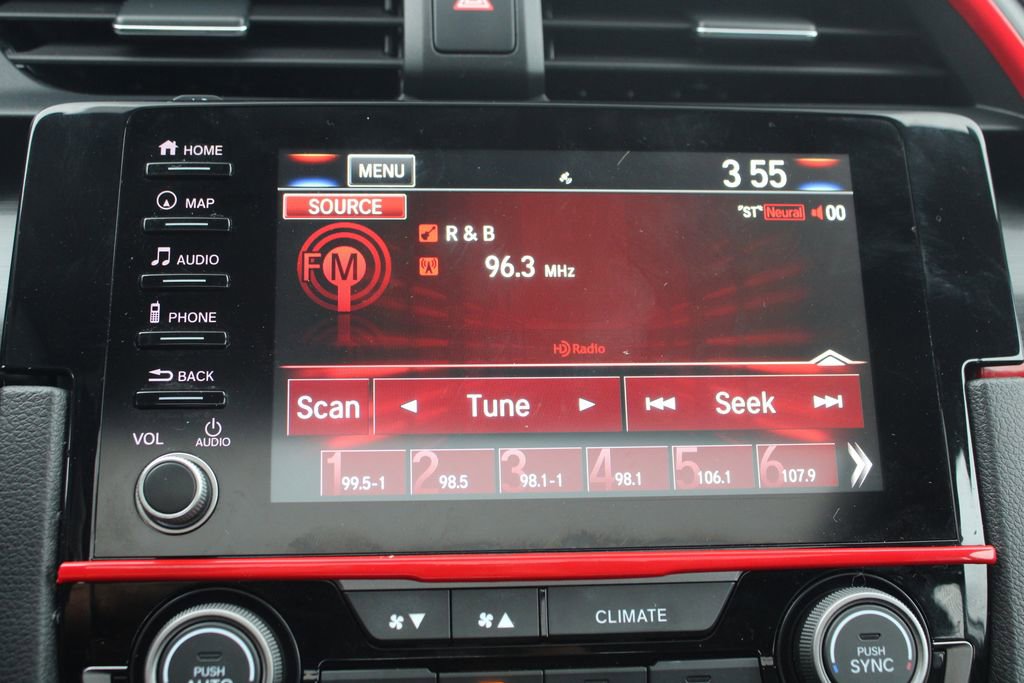 HOME
MAP
AUDIO
PHONE
BACK
VOL
AUDIO
MENU
3 55
SOURCE
"ST" Neural 00
FM
R & B
96.3 MHz
HD Radio
Scan Tune Seek
1 99.5-1 2 98.5 3 98.1-1 4 98.1 5 106.1 6 107.9
CLIMATE
PUSH
AUTO
PUSH
SYNC